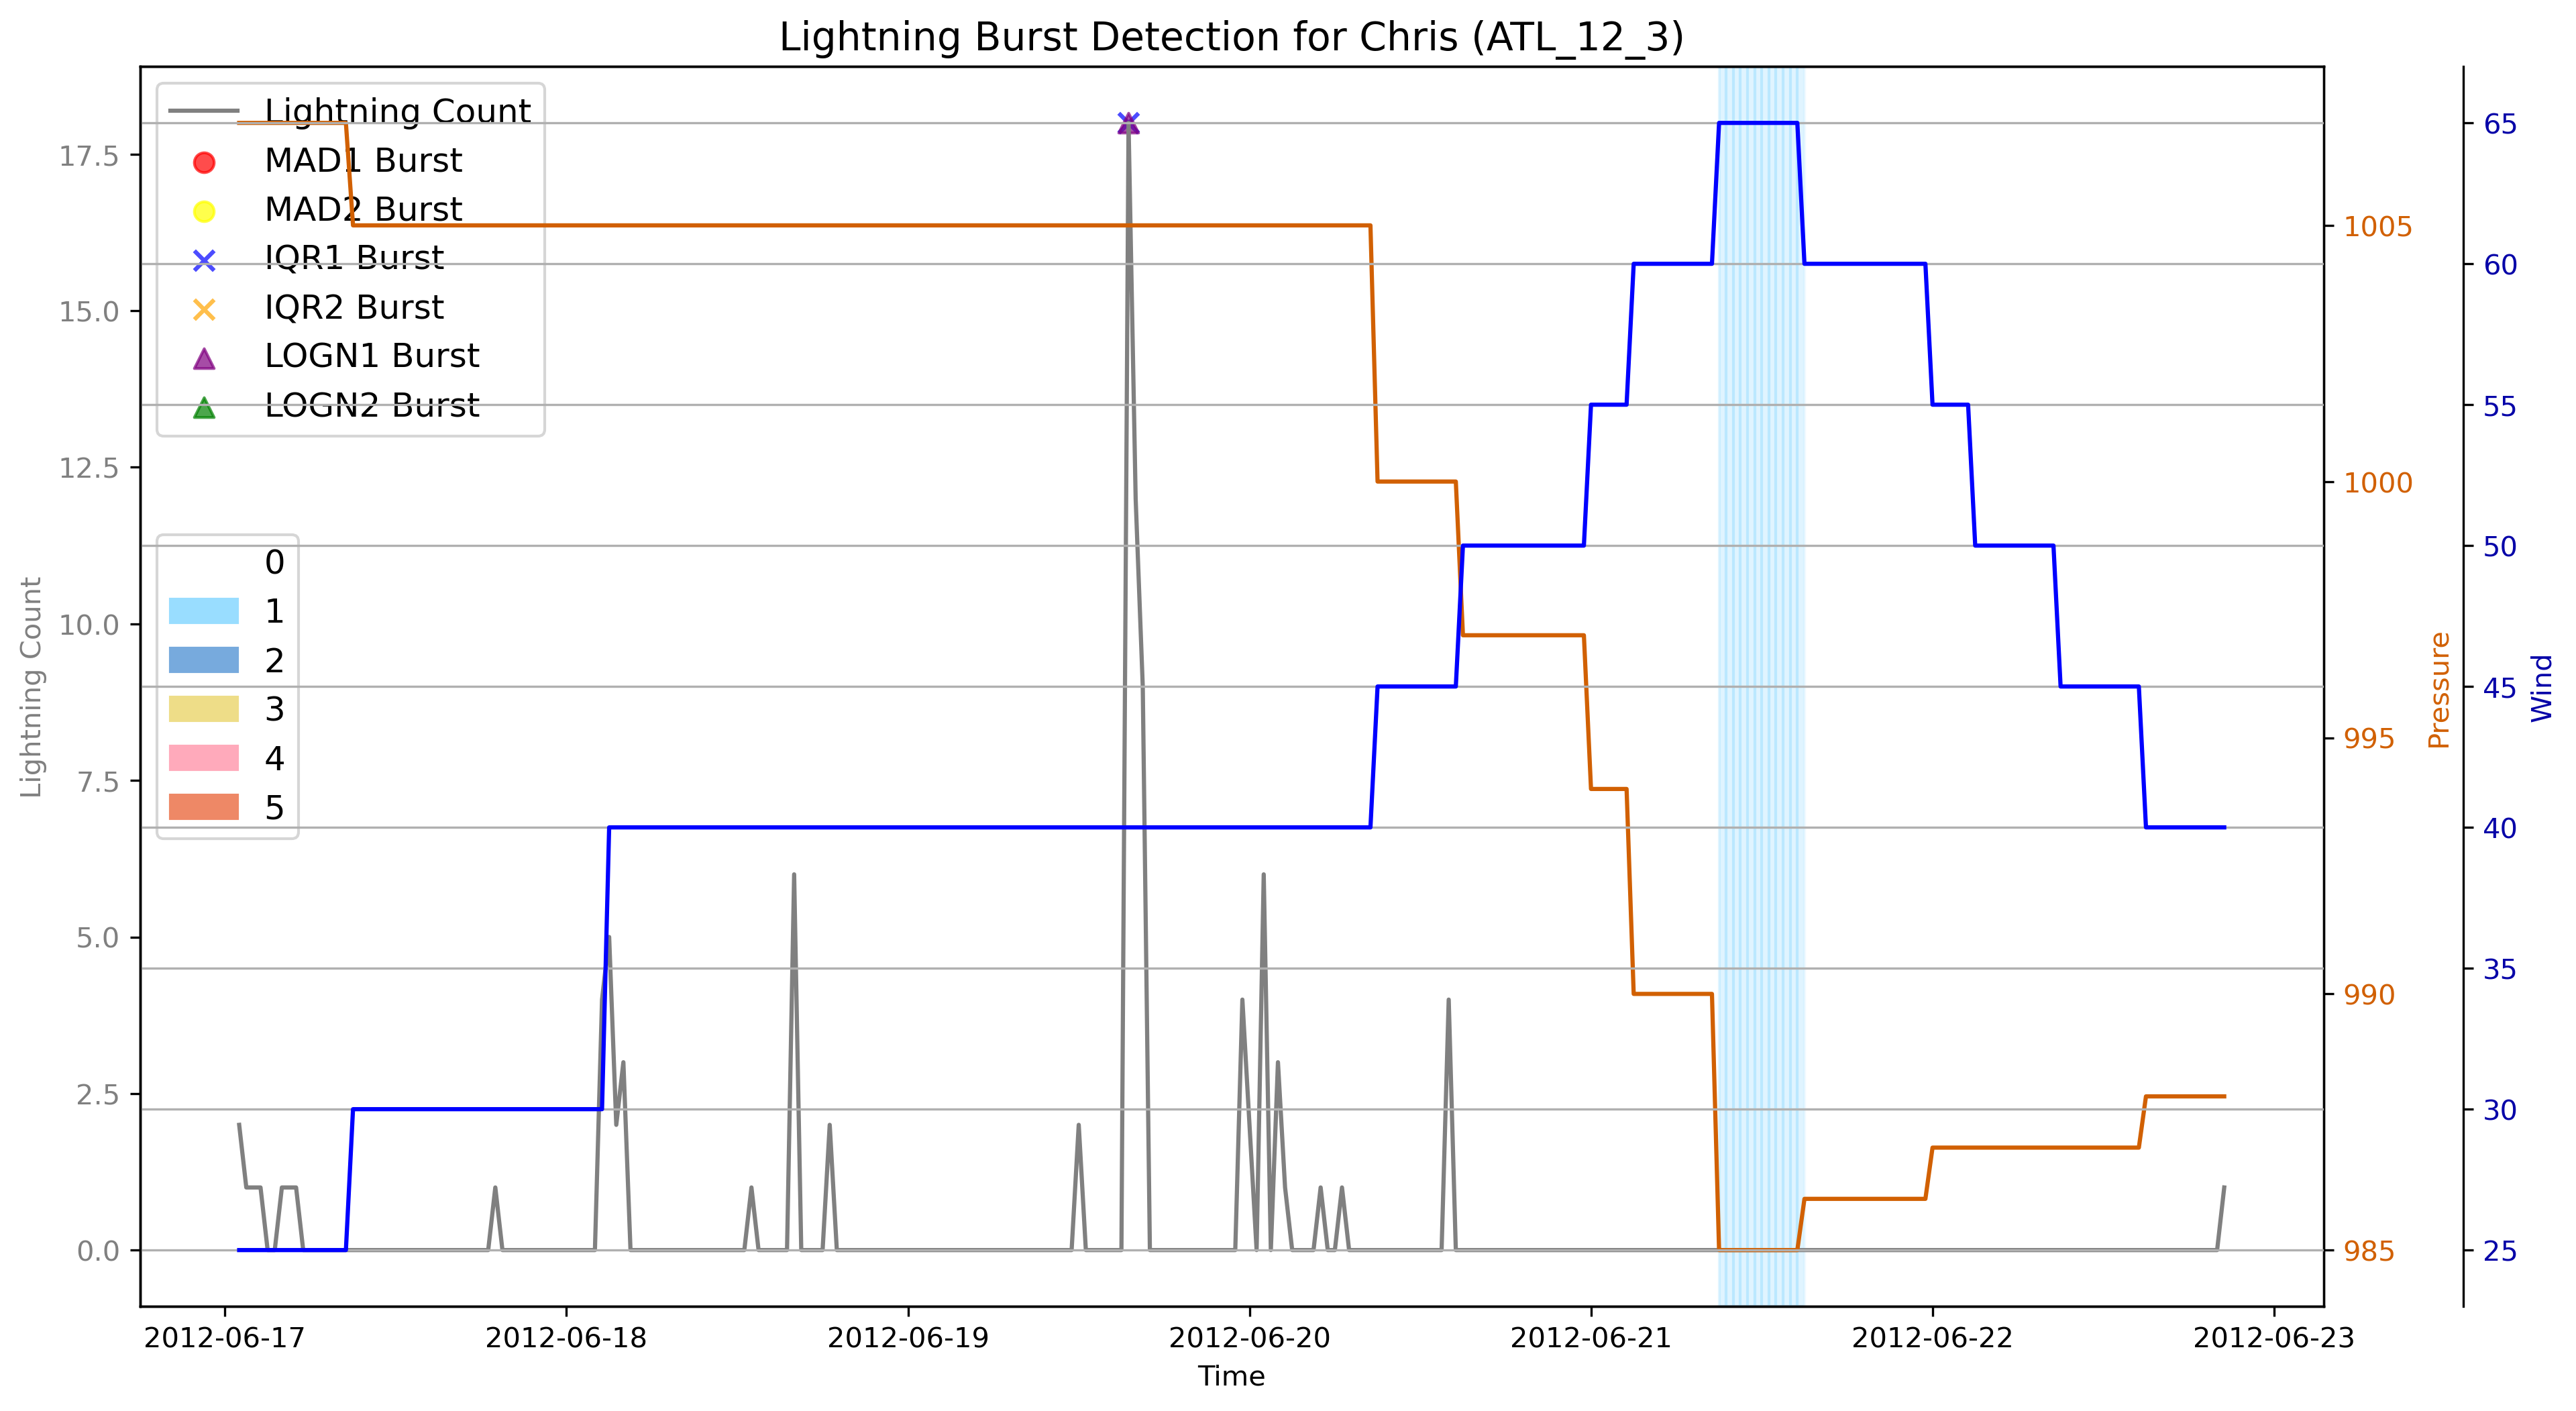 Lightning Burst Detection for Chris (ATL_12_3)
Lightning Count
MAD1 Burst
MAD2 Burst
IQR1 Burst
IQR2 Burst
LOGN1 Burst
LOGN2 Burst
0
1
2
3
4
5
Lightning Count
17.5
15.0
12.5
10.0
7.5
5.0
2.5
0.0
1005
1000
995
990
985
Pressure
65
60
55
50
45
40
35
30
25
Wind
2012-06-17
2012-06-18
2012-06-19
2012-06-20
2012-06-21
2012-06-22
2012-06-23
Time